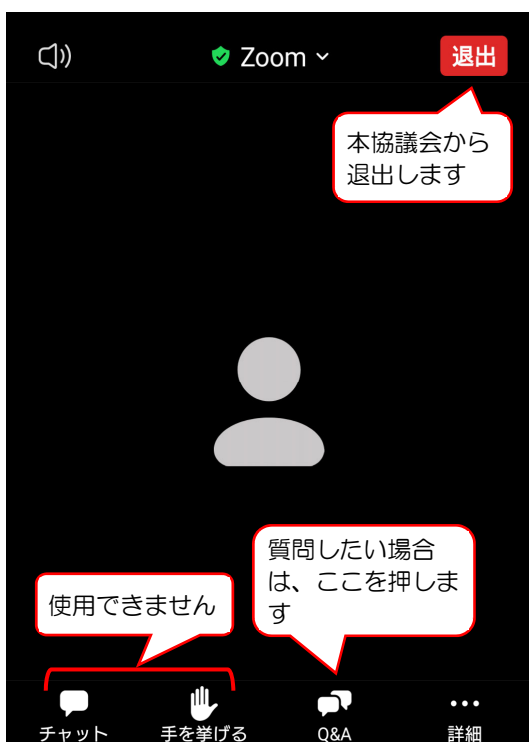 Zoom
退出
本協議会から
退出します
質問したい場合
は、ここを押しま
す
使用できません
チャット
手を挙げる
Q&A
詳細